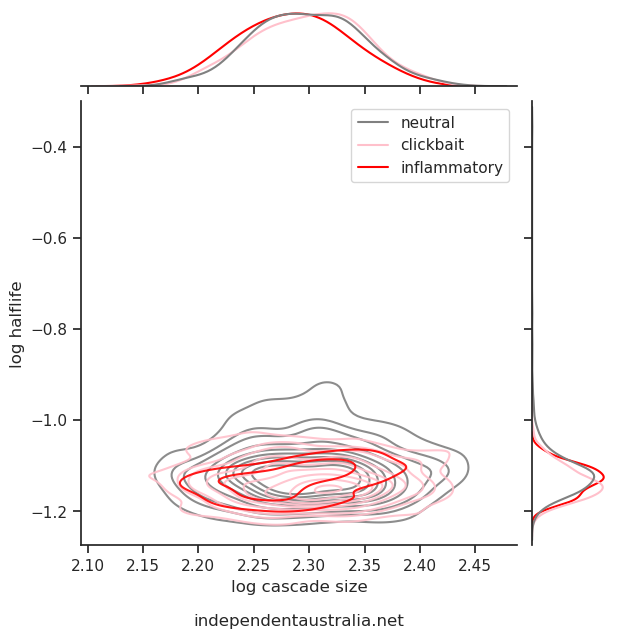 neutral
clickbait
inflammatory
−0.4
−0.6
−0.8
−1.0
−1.2
log halflife
2.10 2.15 2.20 2.25 2.30 2.35 2.40 2.45
log cascade size
independentaustralia.net